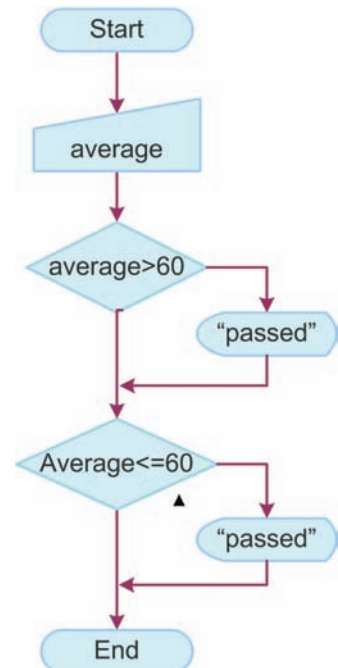 Start
average
average>60
“passed”
Average<=60
“passed”
End